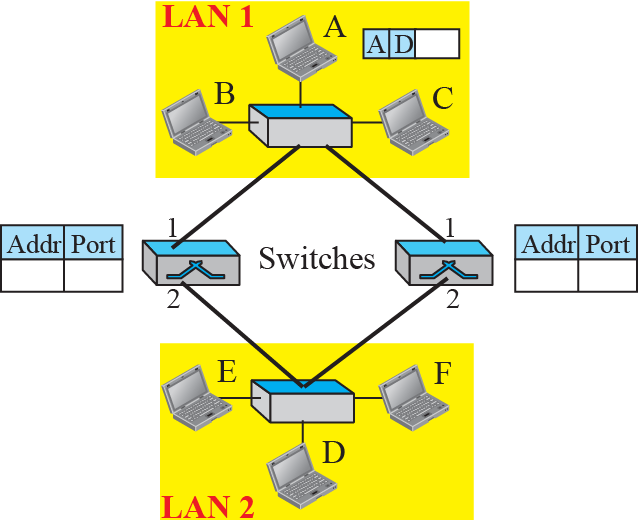 LAN 1
A
A D
B
C
1
1
Addr Port
Switches
Addr Port
2
2
E
F
D
LAN 2